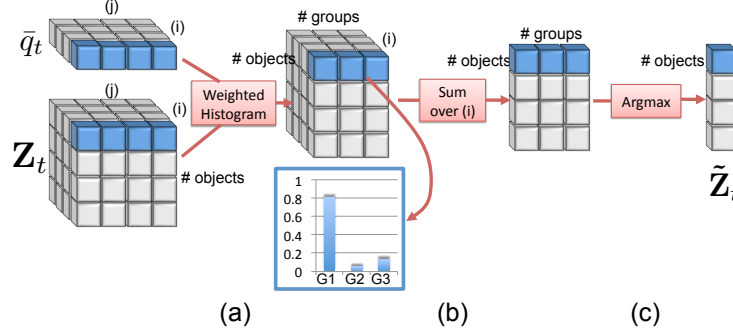 (j)
(i)
q̄t
(j)
(i)
Zt
# objects
Weighted
Histogram
# groups
(i)
# objects
1
0.8
0.6
0.4
0.2
0
G1 G2 G3
Sum
over (i)
# groups
# objects
Argmax
# objects
Z̃t
(a)
(b)
(c)